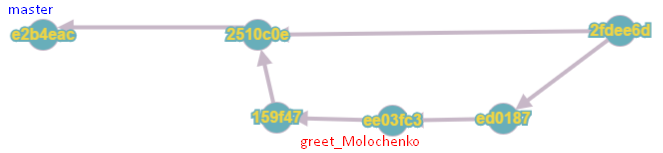 master
e2b4eac
2510c0e
2fdee6d
159f47
ee03fc3
ed0187
greet_Molochenko